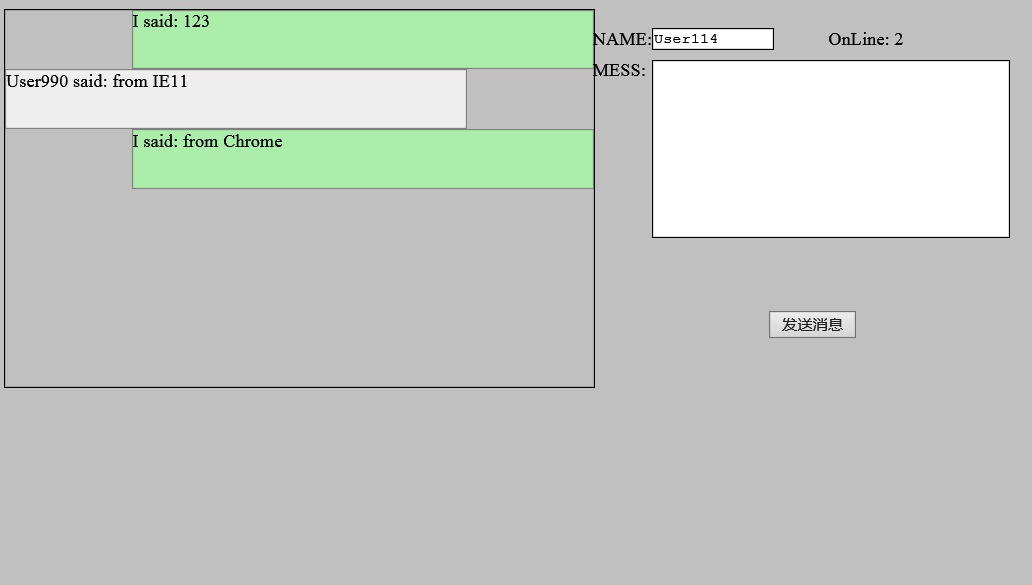 I said: 123
User990 said: from IE11
I said: from Chrome
NAME: User114 OnLine: 2
MESS:
发送消息